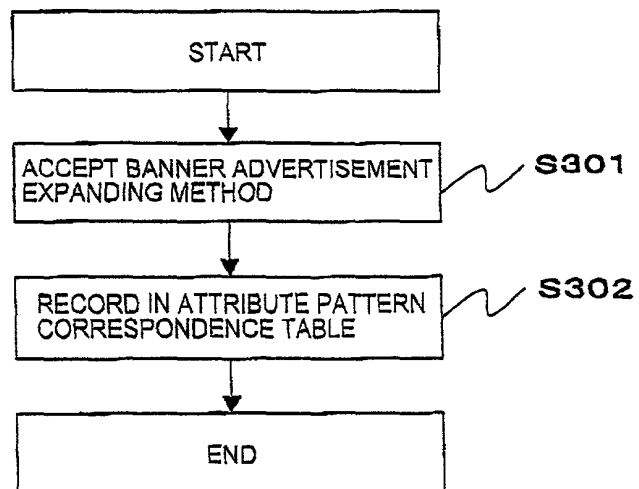 START
ACCEPT BANNER ADVERTISEMENT
EXPANDING METHOD
S301
RECORD IN ATTRIBUTE PATTERN
CORRESPONDENCE TABLE
S302
END